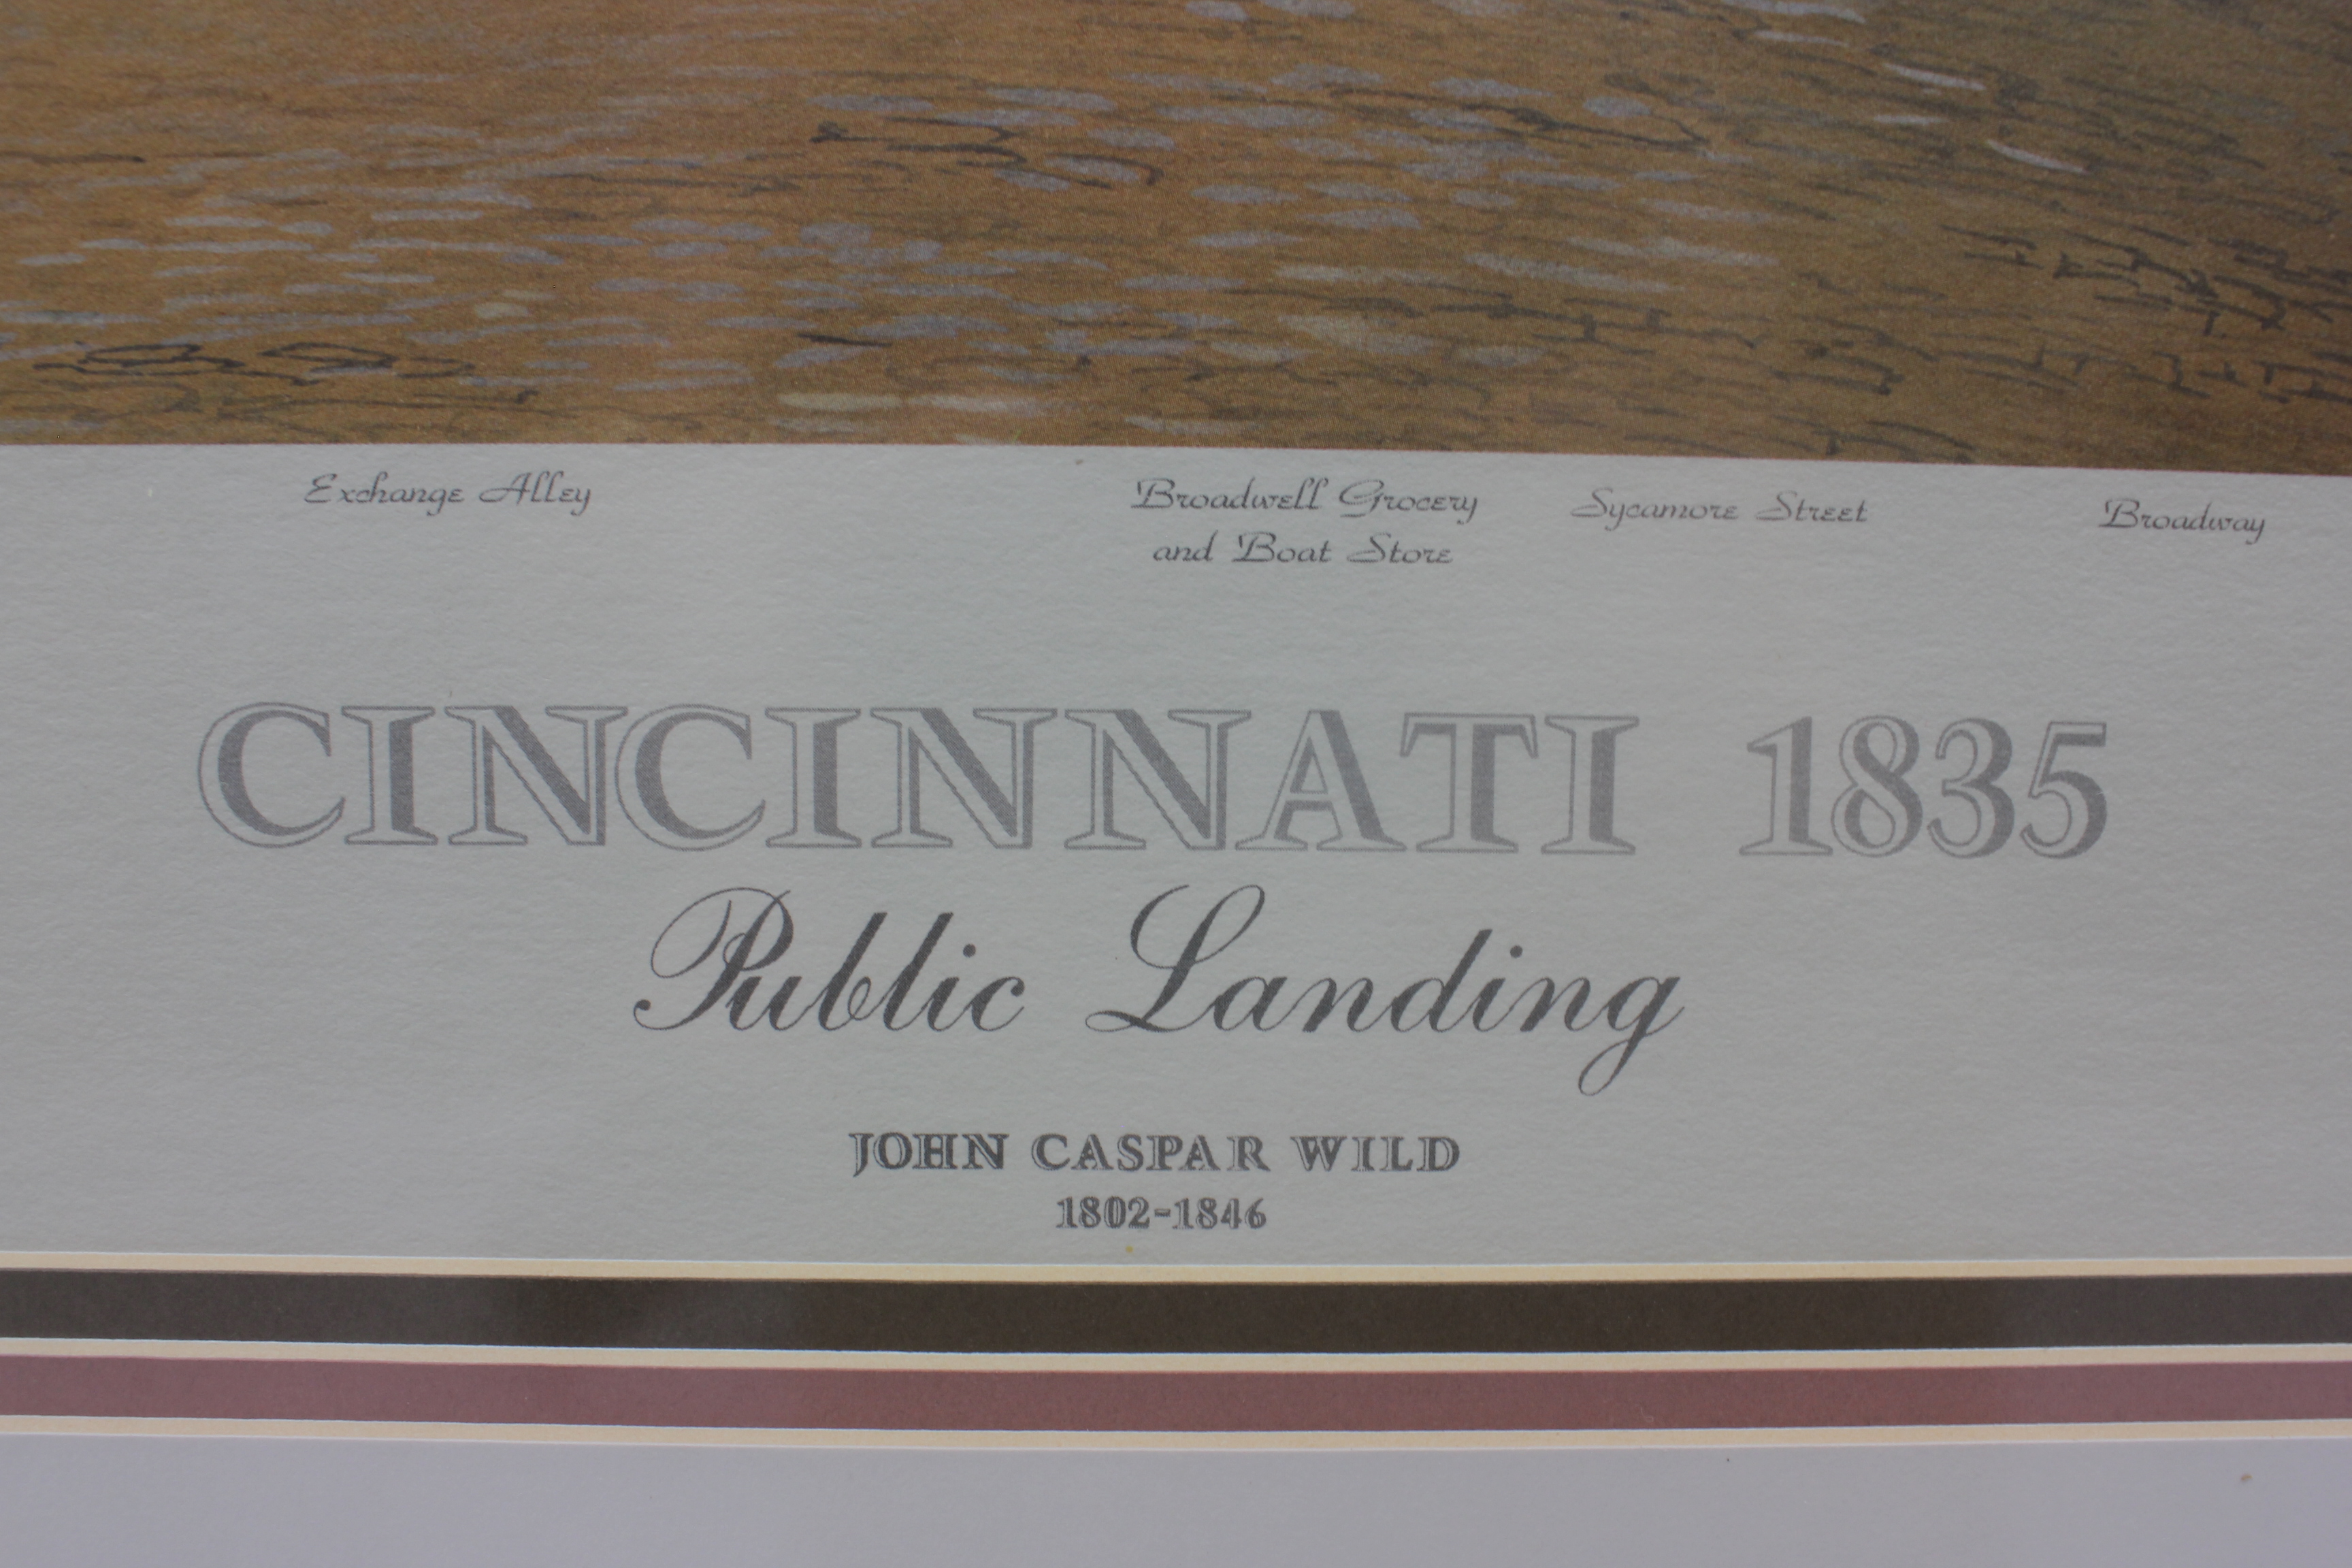 Exchange Alley
Broadwell Grocery
and Boat Store
Sycamore Street
Broadway
CINCINNATI 1835
Public Landing
JOHN CASPAR WILD
1802-1846